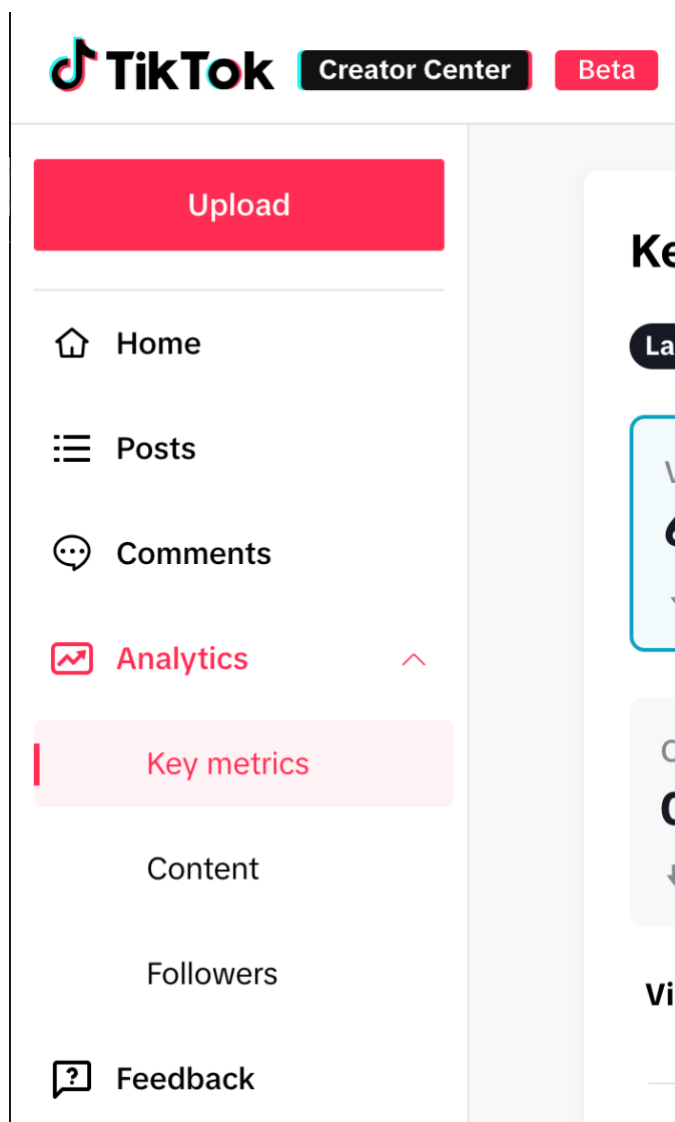 TikTok Creator Center Beta
Upload
Home
Posts
Comments
Analytics
Key metrics
Content
Followers
Feedback